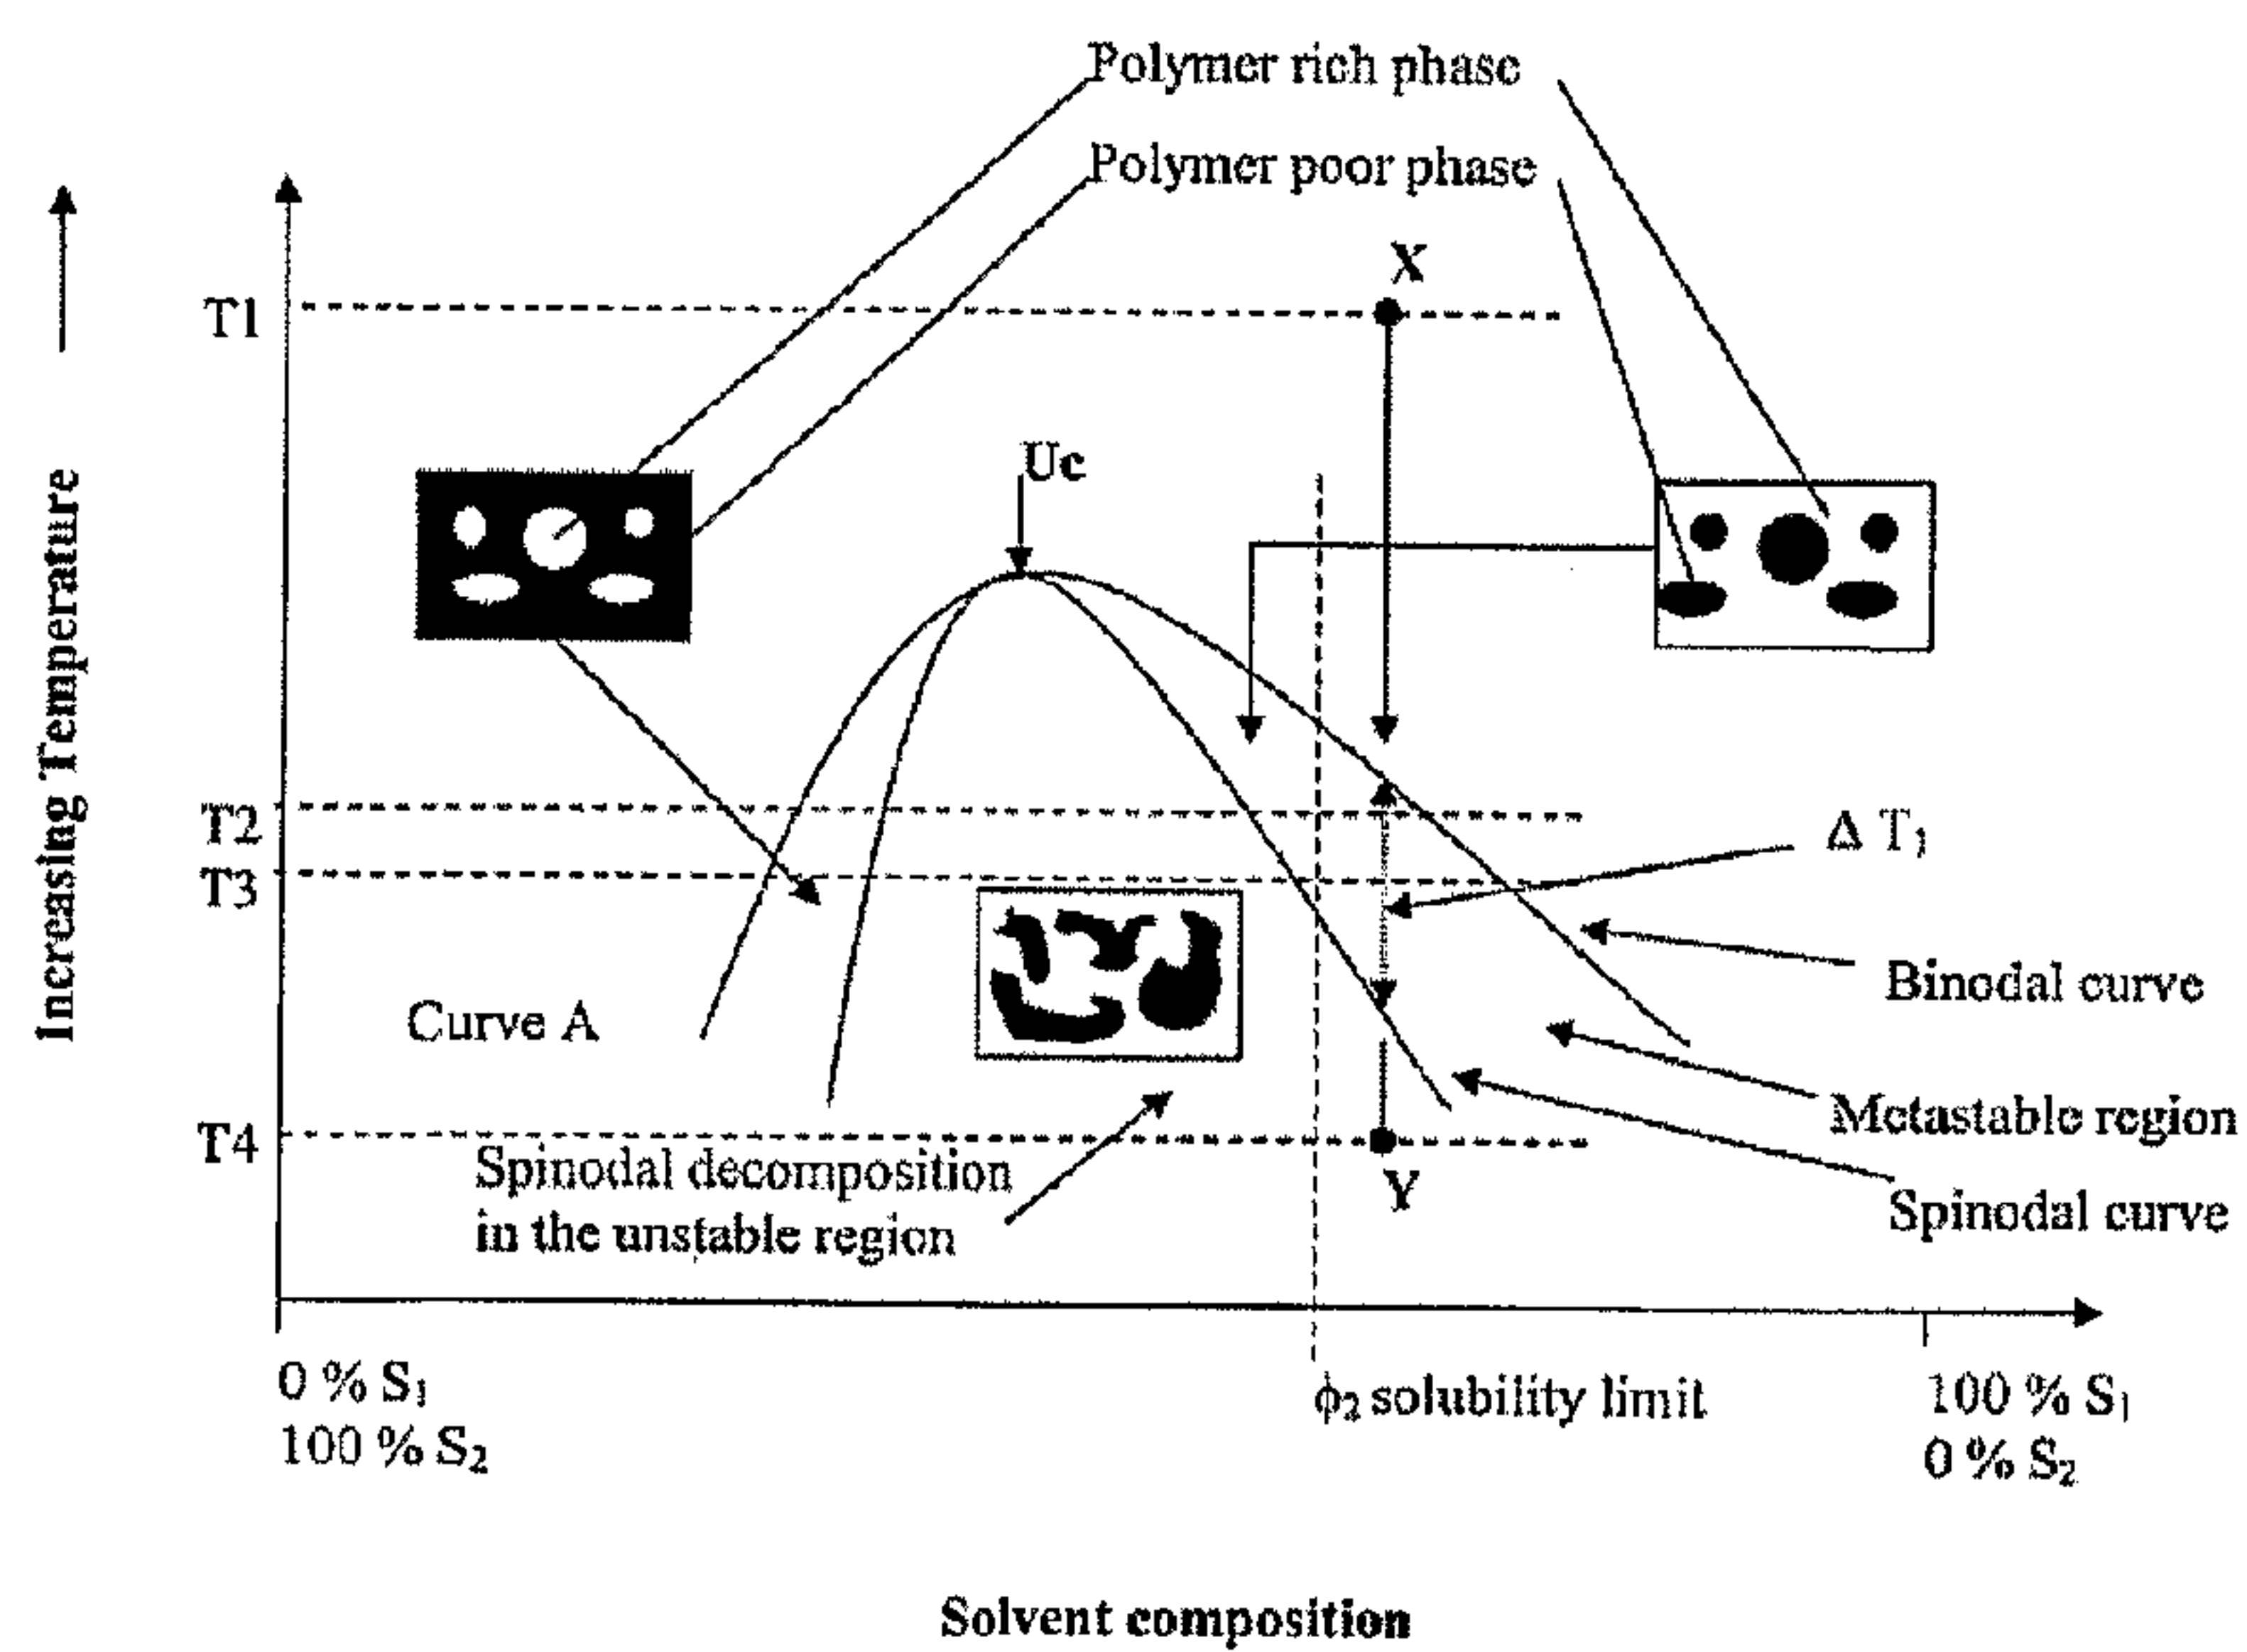 Polymer rich phase
Polymer poor phase
X
T1
Uc
Increasing Temperature
T2
Δ T₁
T3
Binodal curve
Curve A
Metastable region
T4
Spinodal decomposition
in the unstable region
Y
Spinodal curve
0 % S₁
100 % S₂
ϕ₂ solubility limit
100 % S₁
0 % S₂
Solvent composition